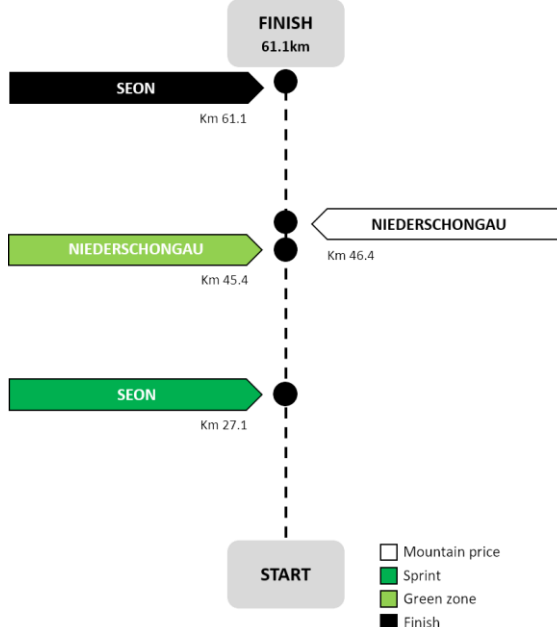 FINISH
61.1km
SEON
Km 61.1
NIEDERSCHONGAU
Km 46.4
NIEDERSCHONGAU
Km 45.4
SEON
Km 27.1
START
Mountain price
Sprint
Green zone
Finish